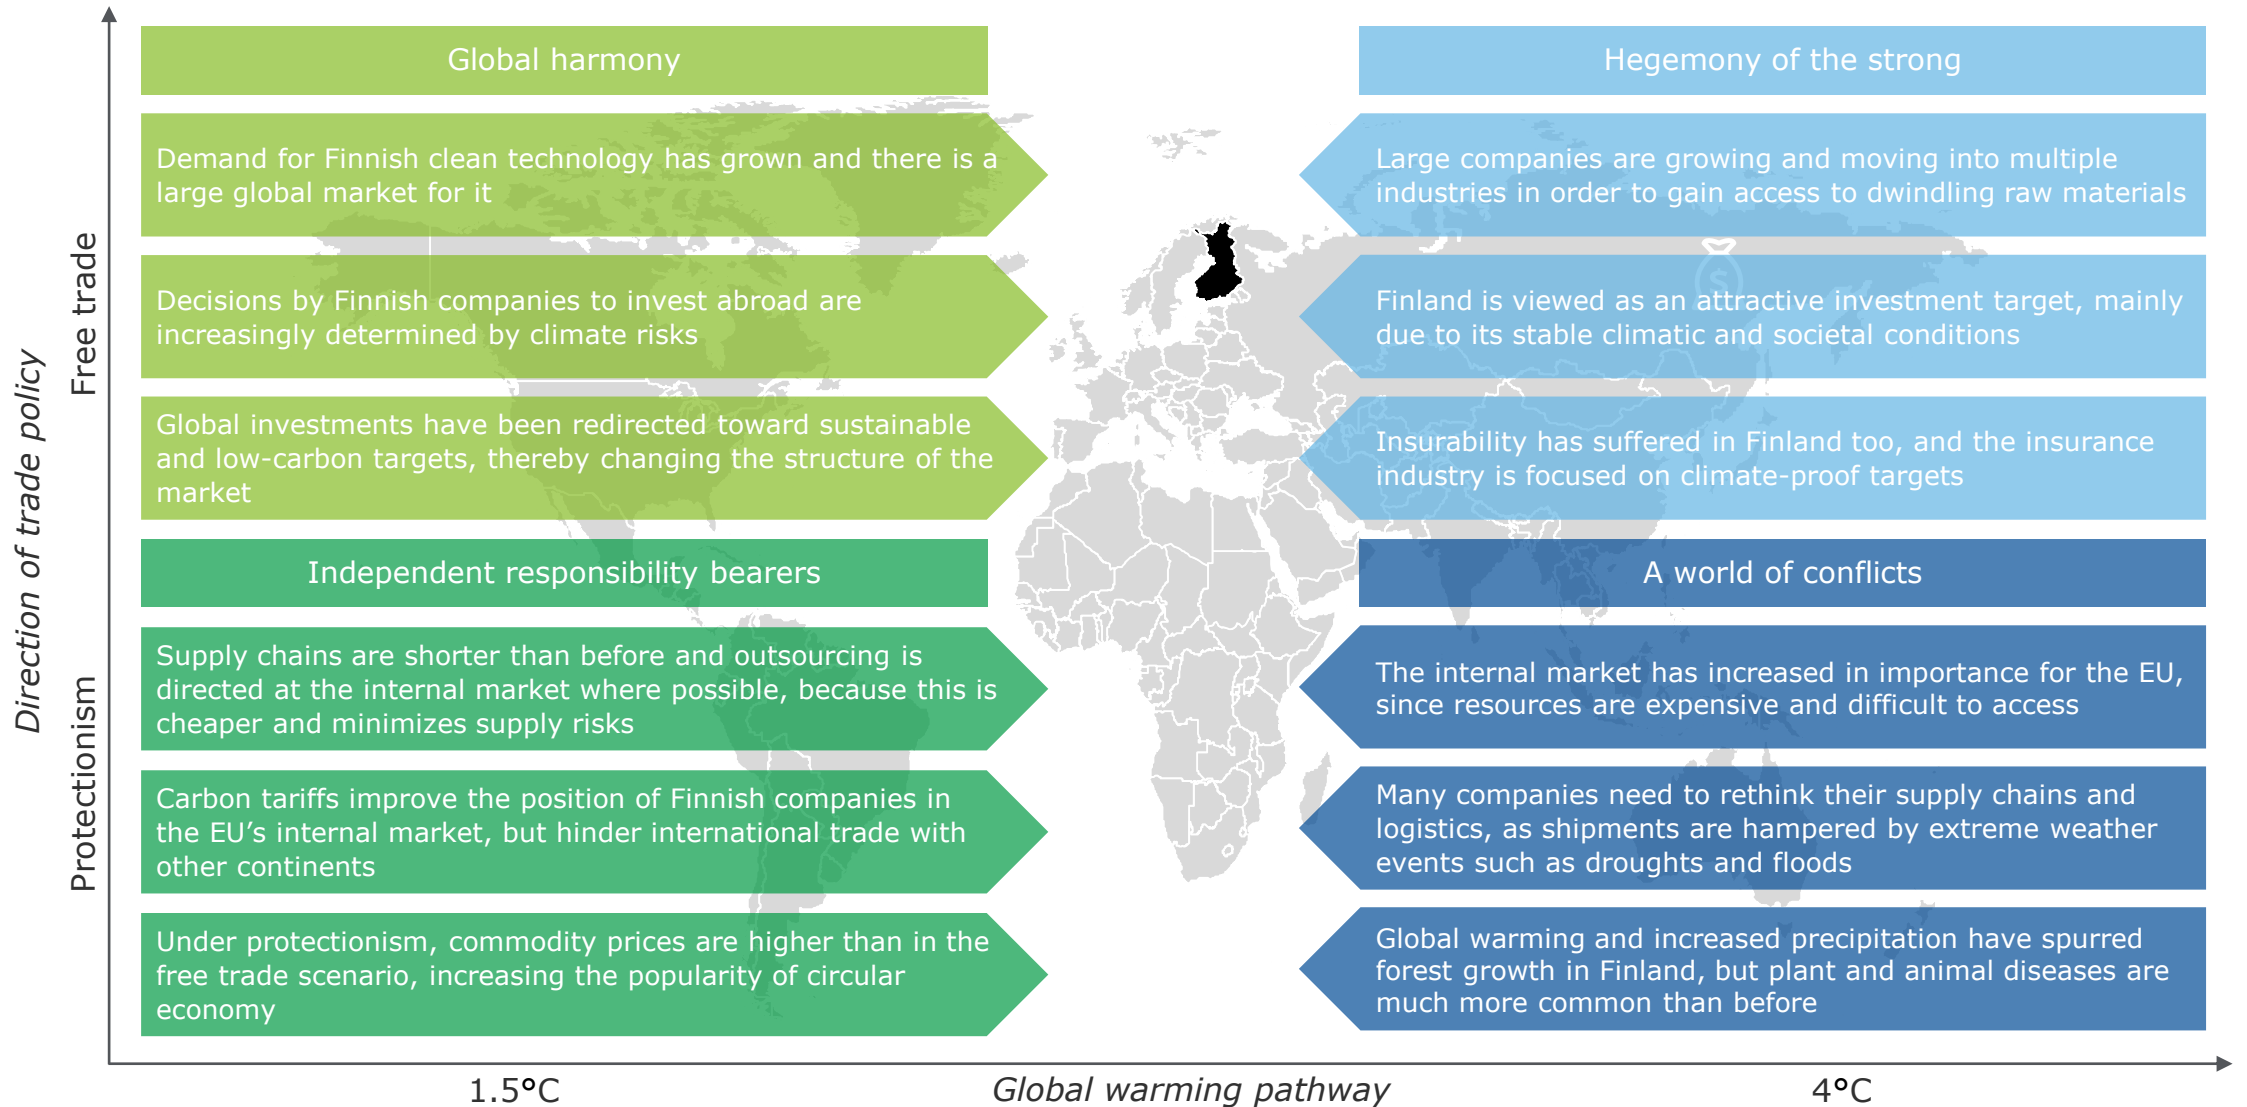 Global harmony
Demand for Finnish clean technology has grown and there is a
large global market for it
Decisions by Finnish companies to invest abroad are
increasingly determined by climate risks
Global investments have been redirected toward sustainable
and low-carbon targets, thereby changing the structure of the
market
Hegemony of the strong
Large companies are growing and moving into multiple
industries in order to gain access to dwindling raw materials
Finland is viewed as an attractive investment target, mainly
due to its stable climatic and societal conditions
Insurability has suffered in Finland too, and the insurance
industry is focused on climate-proof targets
Independent responsibility bearers
Supply chains are shorter than before and outsourcing is
directed at the internal market where possible, because this is
cheaper and minimizes supply risks
Carbon tariffs improve the position of Finnish companies in
the EU’s internal market, but hinder international trade with
other continents
Under protectionism, commodity prices are higher than in the
free trade scenario, increasing the popularity of circular
economy
A world of conflicts
The internal market has increased in importance for the EU,
since resources are expensive and difficult to access
Many companies need to rethink their supply chains and
logistics, as shipments are hampered by extreme weather
events such as droughts and floods
Global warming and increased precipitation have spurred
forest growth in Finland, but plant and animal diseases are
much more common than before
Direction of trade policy
Free trade
Protectionism
1.5°C
Global warming pathway
4°C
$